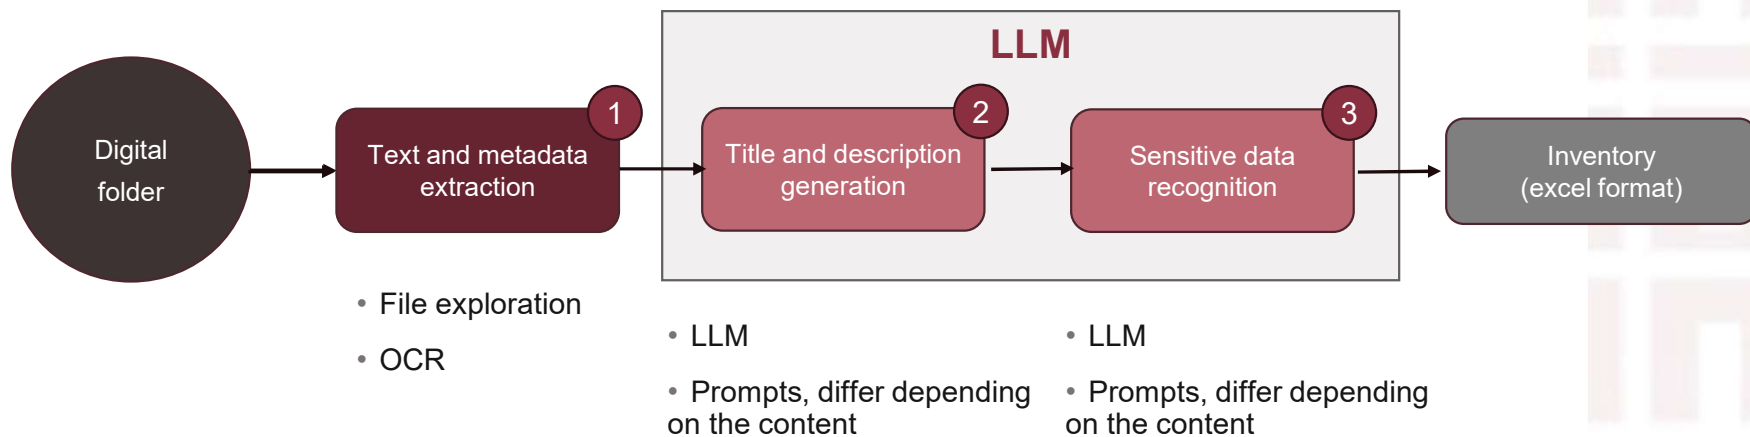 LLM
Digital
folder
1
Text and metadata
extraction
2
Title and description
generation
3
Sensitive data
recognition
Inventory
(excel format)
• File exploration
• OCR
• LLM
• Prompts, differ depending
on the content
• LLM
• Prompts, differ depending
on the content